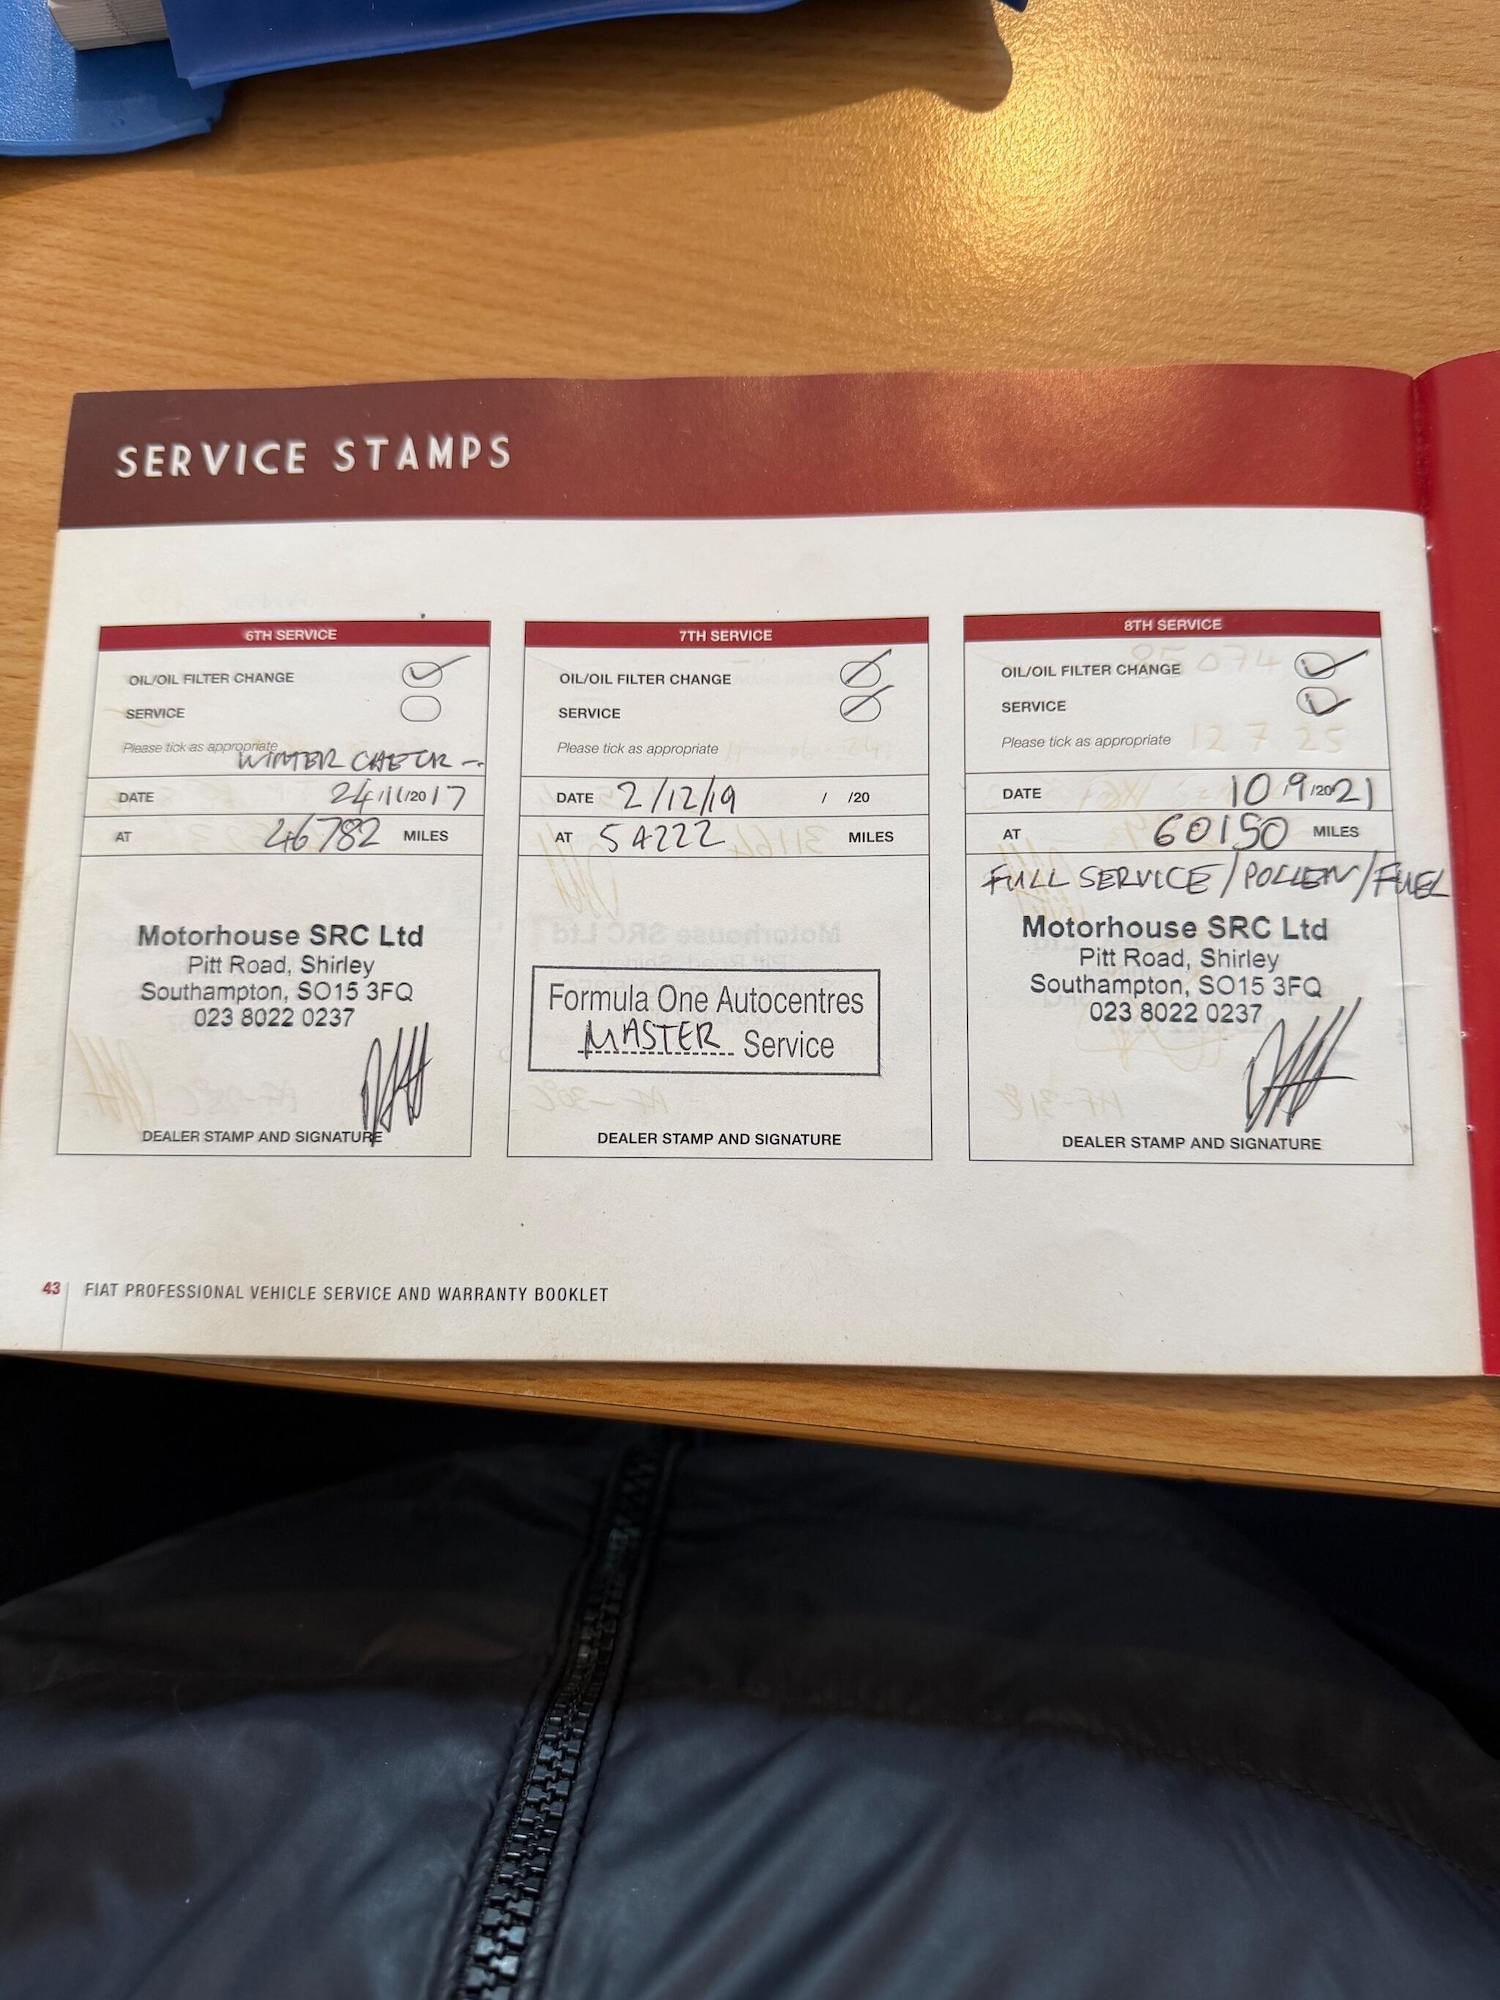 SERVICE STAMPS
6TH SERVICE
OIL/OIL FILTER CHANGE
SERVICE
Please tick as appropriate
WINTER CHECK
DATE 24/11/2017
AT 46782 MILES
Motorhouse SRC Ltd
Pitt Road, Shirley
Southampton, SO15 3FQ
023 8022 0237
DEALER STAMP AND SIGNATURE
7TH SERVICE
OIL/OIL FILTER CHANGE
SERVICE
Please tick as appropriate
DATE 2/12/19 / /20
AT 54222 MILES
Formula One Autocentres
MASTER Service
DEALER STAMP AND SIGNATURE
8TH SERVICE
OIL/OIL FILTER CHANGE
SERVICE
Please tick as appropriate
DATE 10/9/2021
AT 60150 MILES
FULL SERVICE/POLLEN/FUEL
Motorhouse SRC Ltd
Pitt Road, Shirley
Southampton, SO15 3FQ
023 8022 0237
DEALER STAMP AND SIGNATURE
43 FIAT PROFESSIONAL VEHICLE SERVICE AND WARRANTY BOOKLET